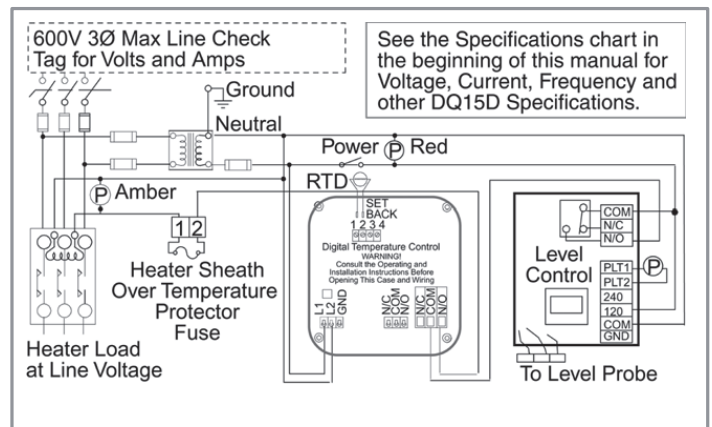 600V 3Ø Max Line Check
Tag for Volts and Amps
See the Specifications chart in
the beginning of this manual for
Voltage, Current, Frequency and
other DQ15D Specifications.
Ground
Neutral
Power
P
Red
RTD
P
Amber
SET
BACK
1 2 3 4
1 2
Digital Temperature Control
WARNING!
Consult the Operating and
Installation Instructions Before
Opening This Case and Wiring
L1
L2
GND
N/C
COM
N/O
N/C
COM
N/O
Heater Sheath
Over Temperature
Protector
Fuse
Heater Load
at Line Voltage
Level
Control
COM
N/C
N/O
PLT1
PLT2
P
240
120
COM
GND
To Level Probe